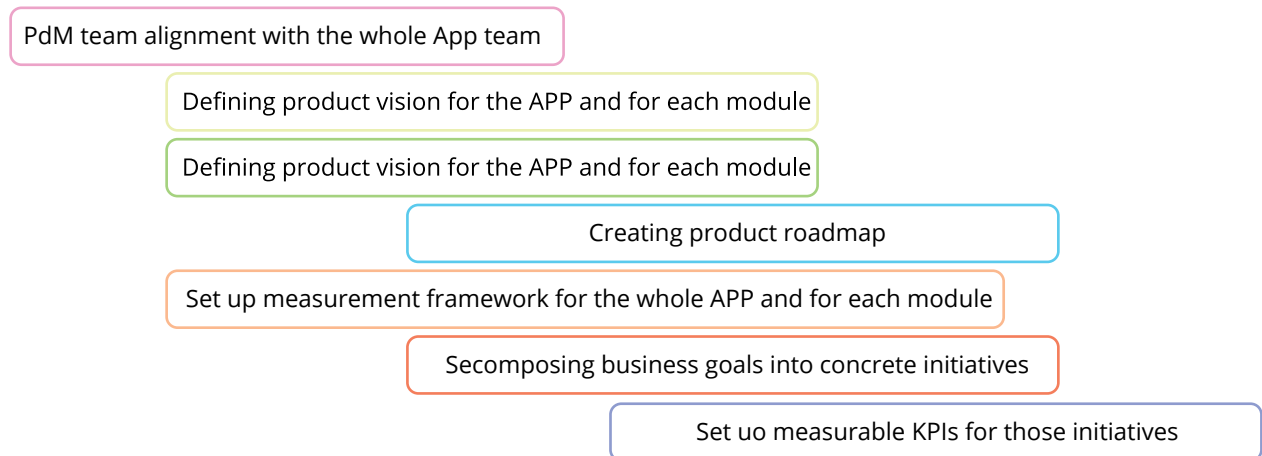 PdM team alignment with the whole App team
Defining product vision for the APP and for each module
Defining product vision for the APP and for each module
Creating product roadmap
Set up measurement framework for the whole APP and for each module
Secomposing business goals into concrete initiatives
Set uo measurable KPIs for those initiatives